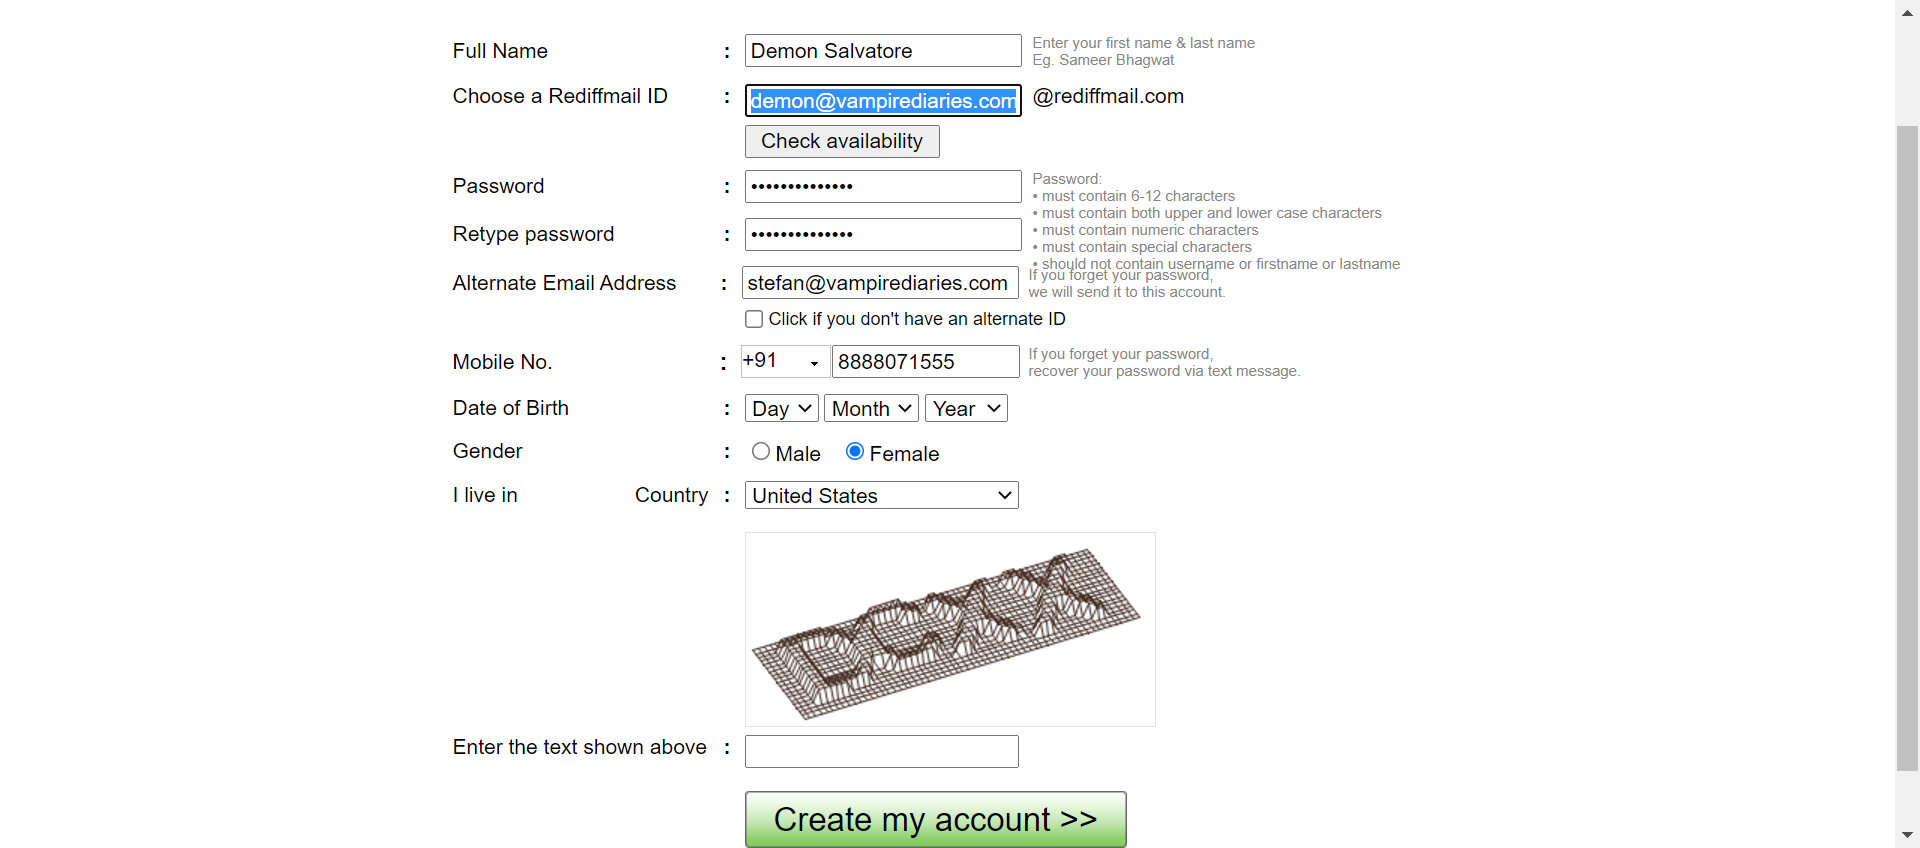 Full Name : Demon Salvatore Enter your first name & last name
Eg. Sameer Bhagwat
Choose a Rediffmail ID : demon@vampirediaries.com @rediffmail.com
Check availability
Password : •••••••••••••• Password:
• must contain 6-12 characters
• must contain both upper and lower case characters
Retype password : •••••••••••••• • must contain numeric characters
• must contain special characters
• should not contain username or firstname or lastname
Alternate Email Address : stefan@vampirediaries.com If you forget your password,
we will send it to this account.
Click if you don't have an alternate ID
Mobile No. : +91 8888071555 If you forget your password,
recover your password via text message.
Date of Birth : Day Month Year
Gender : Male Female
I live in Country : United States
Enter the text shown above :
Create my account >>